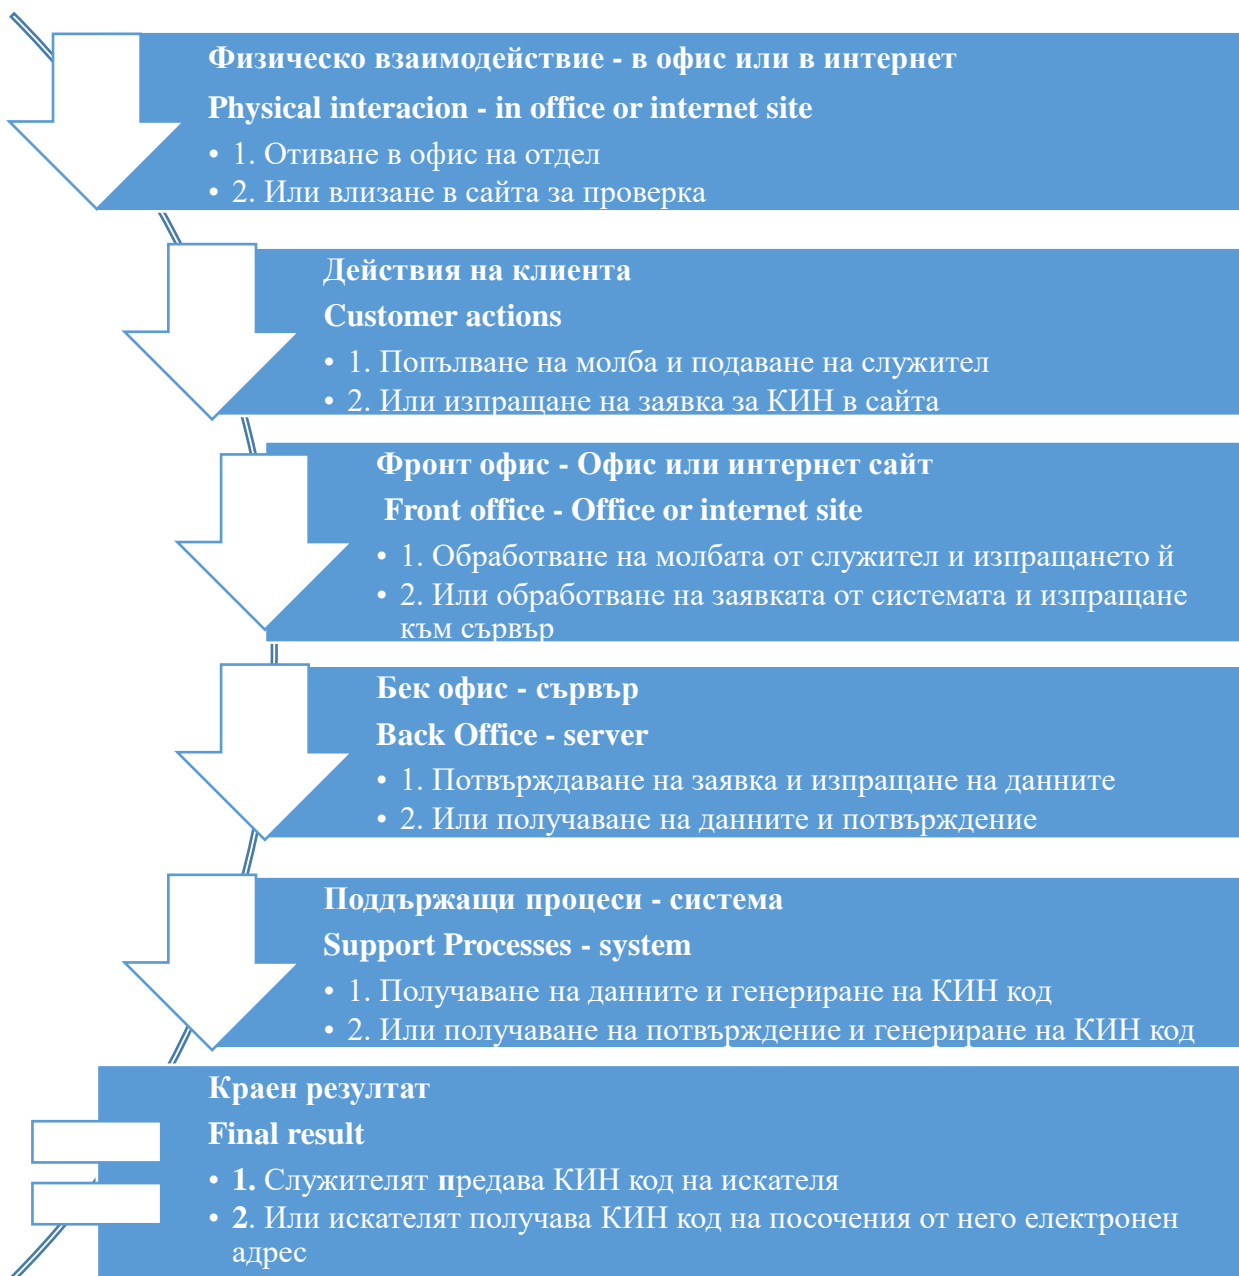 Физическо взаимодействие - в офис или в интернет
Physical interacion - in office or internet site
• 1. Отиване в офис на отдел
• 2. Или влизане в сайта за проверка
Действия на клиента
Customer actions
• 1. Попълване на молба и подаване на служител
• 2. Или изпращане на заявка за КИН в сайта
Фронт офис - Офис или интернет сайт
Front office - Office or internet site
• 1. Обработване на молбата от служител и изпращането й
• 2. Или обработване на заявката от системата и изпращане
към сървър
Бек офис - сървър
Back Office - server
• 1. Потвърждаване на заявка и изпращане на данните
• 2. Или получаване на данните и потвърждение
Поддържащи процеси - система
Support Processes - system
• 1. Получаване на данните и генериране на КИН код
• 2. Или получаване на потвърждение и генериране на КИН код
Краен резултат
Final result
• 1. Служителят предава КИН код на искателя
• 2. Или искателят получава КИН код на посочения от него електронен
адрес